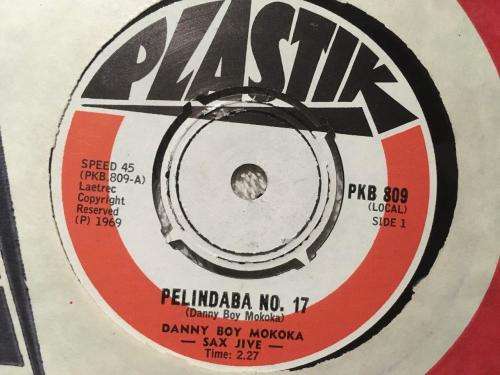 PLASTIK
SPEED 45
(PKB.809-A)
Laetrec
Copyright
Reserved
(P) 1969
PKB 809
(LOCAL)
SIDE 1
PELINDABA NO. 17
(Danny Boy Mokoka)
DANNY BOY MOKOKA
— SAX JIVE —
Time: 2.27